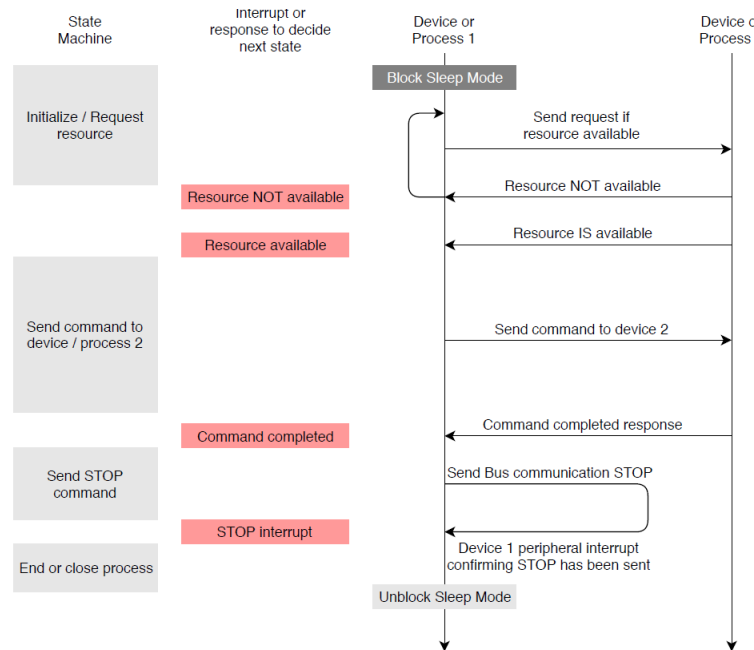 State
Machine
Interrupt or
response to decide
next state
Device or
Process 1
Device o
Process
Block Sleep Mode
Initialize / Request
resource
Send request if
resource available
Resource NOT available
Resource NOT available
Resource available
Resource IS available
Send command to
device / process 2
Send command to device 2
Command completed
Command completed response
Send STOP
command
Send Bus communication STOP
STOP interrupt
Device 1 peripheral interrupt
confirming STOP has been sent
End or close process
Unblock Sleep Mode